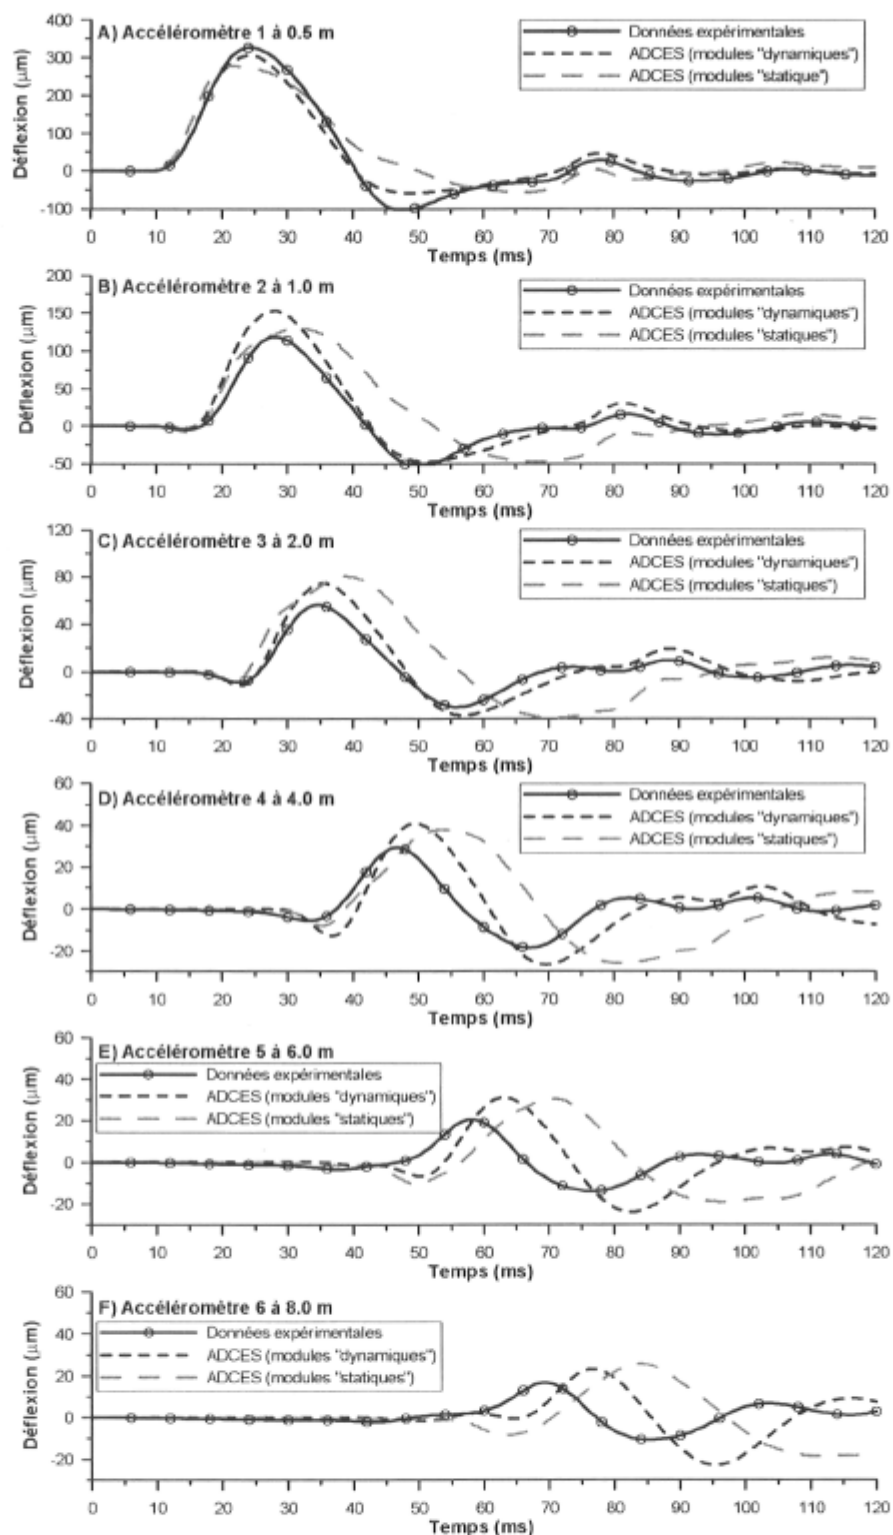 A) Accéléromètre 1 à 0.5 m
Données expérimentales
ADCES (modules "dynamiques")
ADCES (modules "statique")
Déflexion (μm)
400
300
200
100
0
-100
0 10 20 30 40 50 60 70 80 90 100 110 120
Temps (ms)
B) Accéléromètre 2 à 1.0 m
Données expérimentales
ADCES (modules "dynamiques")
ADCES (modules "statiques")
Déflexion (μm)
200
150
100
50
0
-50
0 10 20 30 40 50 60 70 80 90 100 110 120
Temps (ms)
C) Accéléromètre 3 à 2.0 m
Données expérimentales
ADCES (modules "dynamiques")
ADCES (modules "statiques")
Déflexion (μm)
120
80
40
0
-40
0 10 20 30 40 50 60 70 80 90 100 110 120
Temps (ms)
D) Accéléromètre 4 à 4.0 m
Données expérimentales
ADCES (modules "dynamiques")
ADCES (modules "statiques")
Déflexion (μm)
60
40
20
0
-20
0 10 20 30 40 50 60 70 80 90 100 110 120
Temps (ms)
E) Accéléromètre 5 à 6.0 m
Données expérimentales
ADCES (modules "dynamiques")
ADCES (modules "statiques")
Déflexion (μm)
60
40
20
0
-20
0 10 20 30 40 50 60 70 80 90 100 110 120
Temps (ms)
F) Accéléromètre 6 à 8.0 m
Données expérimentales
ADCES (modules "dynamiques")
ADCES (modules "statiques")
Déflexion (μm)
60
40
20
0
-20
0 10 20 30 40 50 60 70 80 90 100 110 120
Temps (ms)